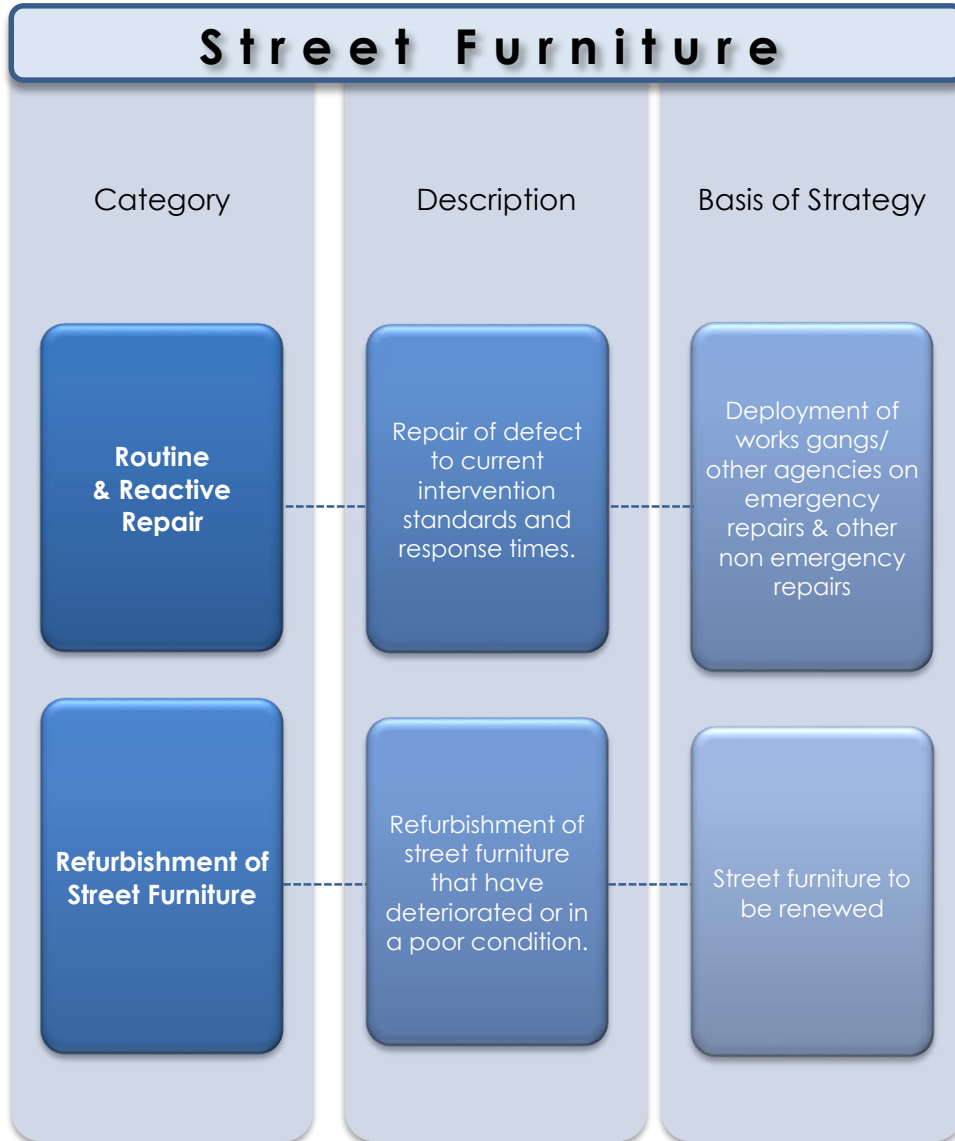 Street Furniture
Category
Description
Basis of Strategy
Routine
& Reactive
Repair
Repair of defect
to current
intervention
standards and
response times.
Deployment of
works gangs/
other agencies on
emergency
repairs & other
non emergency
repairs
Refurbishment of
Street Furniture
Refurbishment of
street furniture
that have
deteriorated or in
a poor condition.
Street furniture to
be renewed